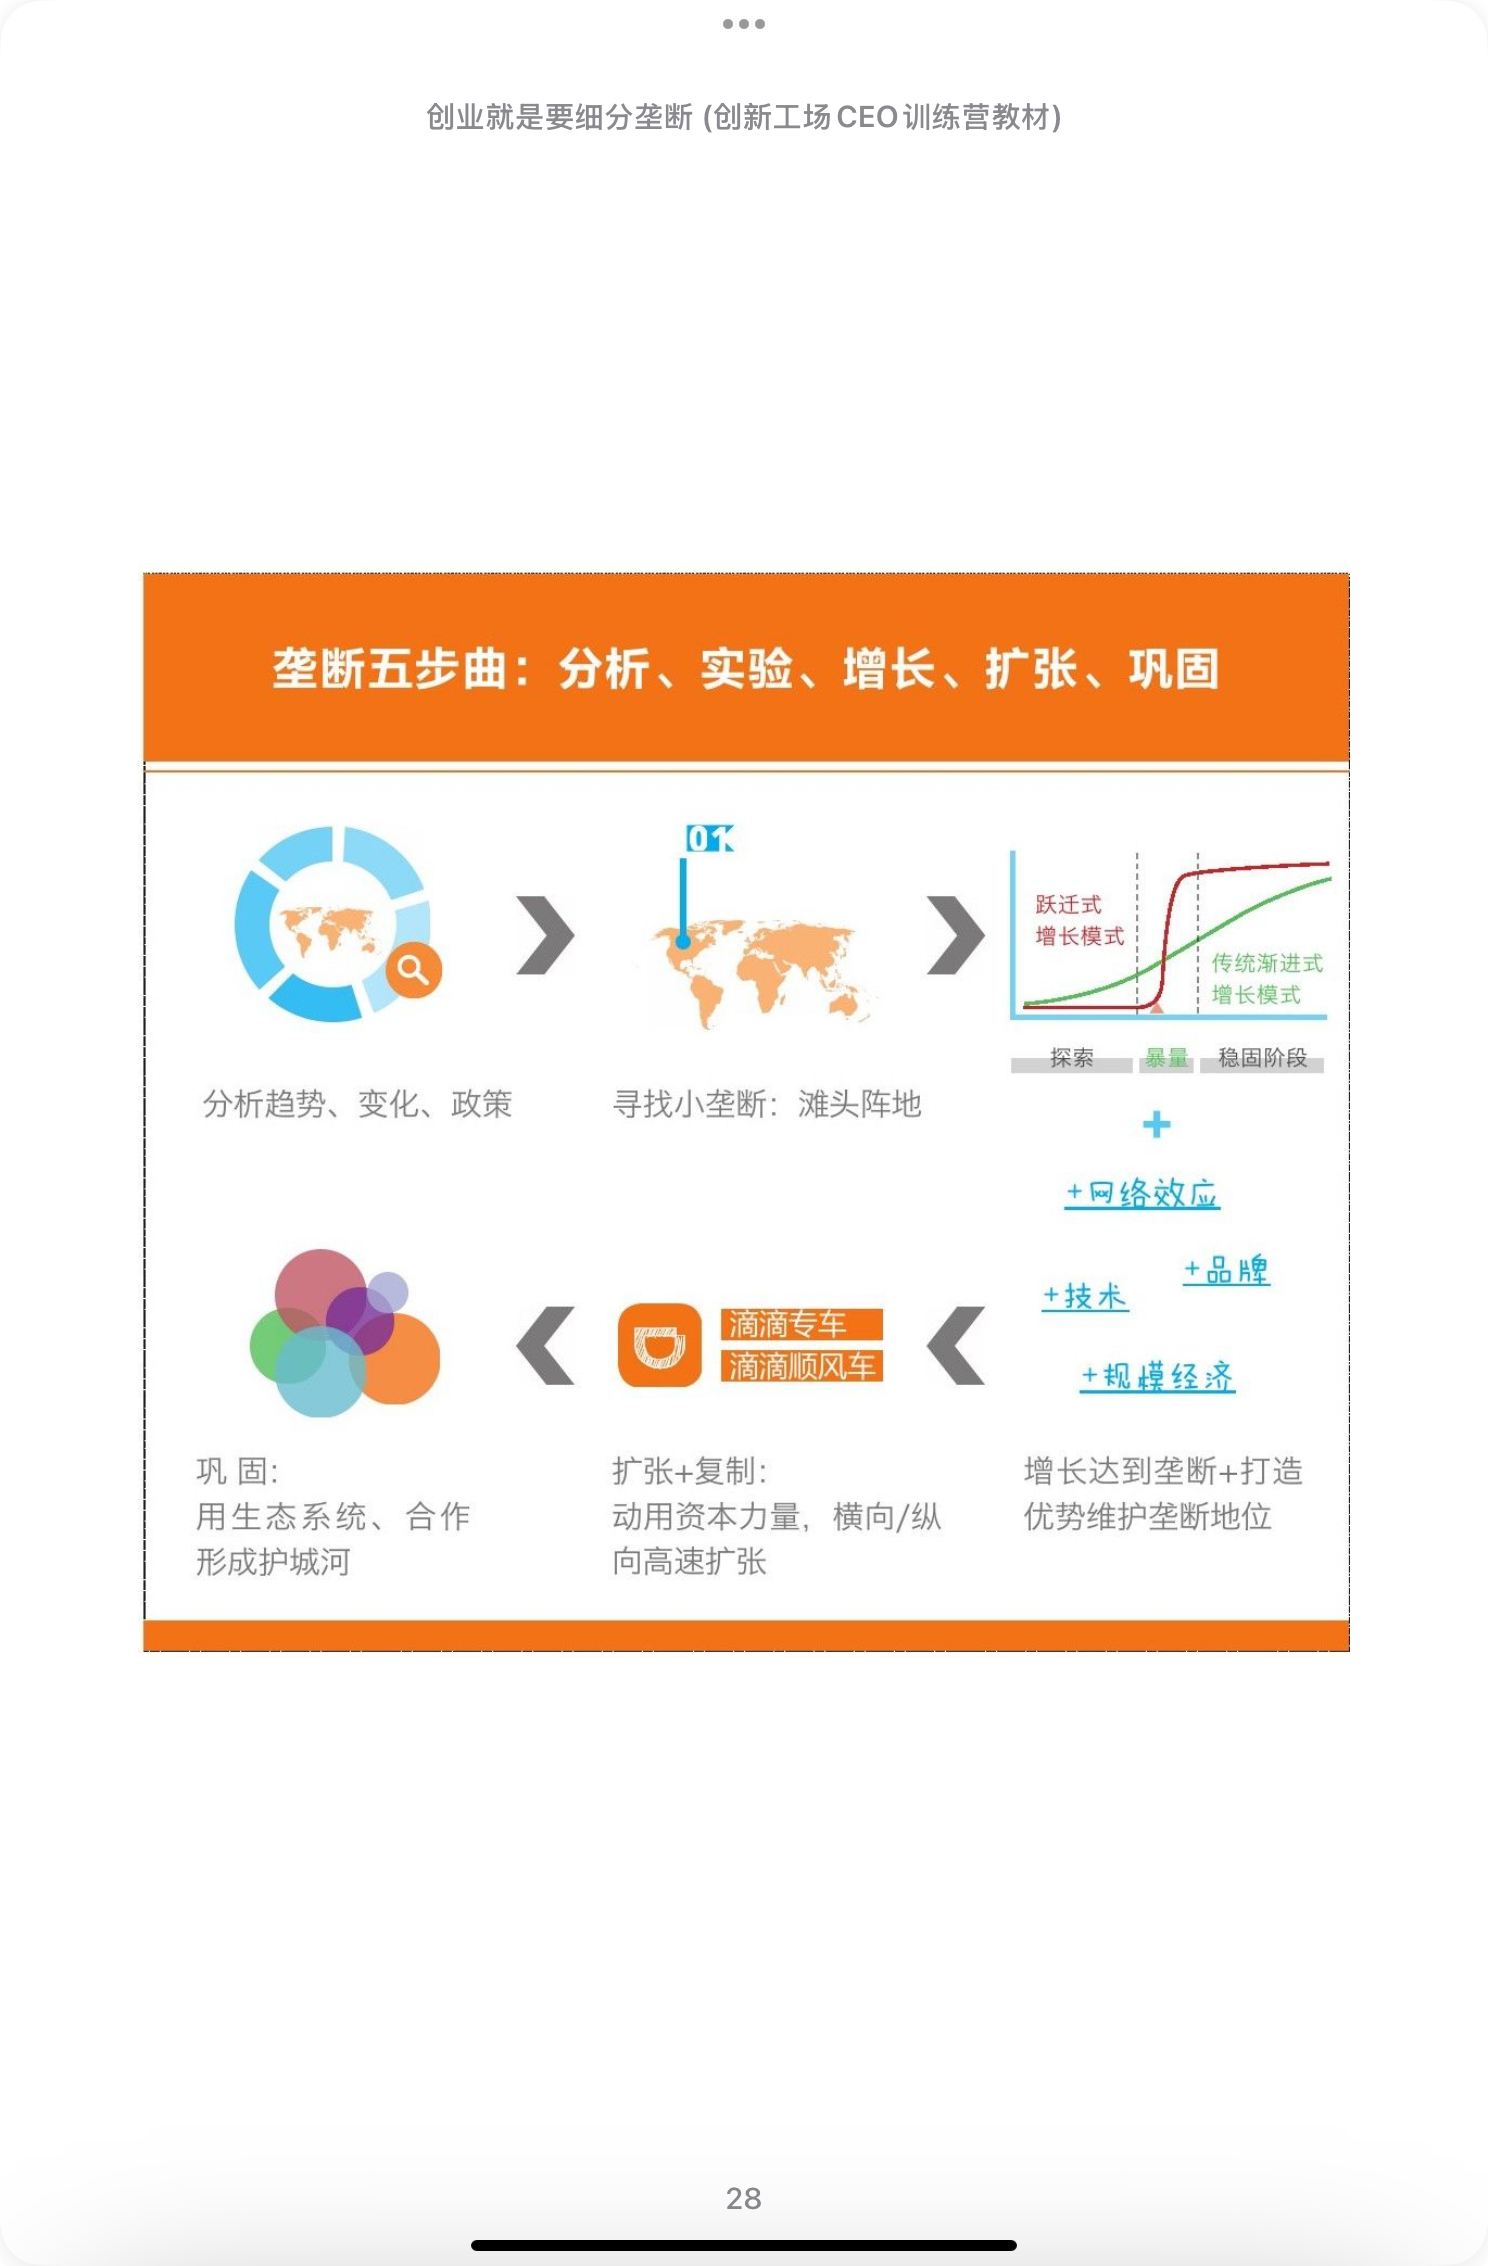 创业就是要细分垄断 (创新工场CEO训练营教材)
垄断五步曲：分析、实验、增长、扩张、巩固
01
跃迁式
增长模式
传统渐进式
增长模式
探索
暴量
稳固阶段
分析趋势、变化、政策
寻找小垄断：滩头阵地
+
+网络效应
+品牌
+技术
+规模经济
滴滴专车
滴滴顺风车
巩 固：
用生态系统、合作
形成护城河
扩张+复制：
动用资本力量，横向/纵
向高速扩张
增长达到垄断+打造
优势维护垄断地位
28